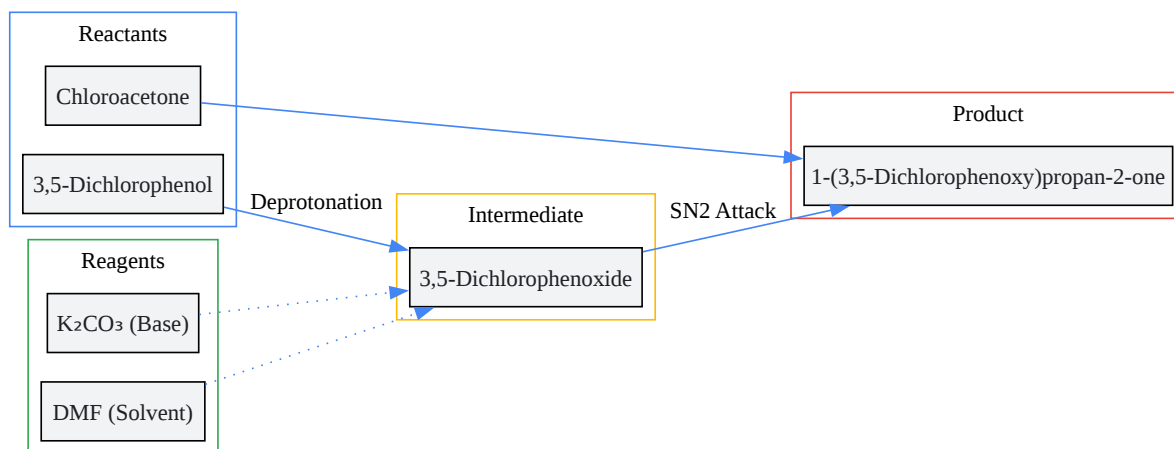 Reactants
Chloroacetone
3,5-Dichlorophenol
Deprotonation
Reagents
K₂CO₃ (Base)
DMF (Solvent)
Intermediate
3,5-Dichlorophenoxide
SN2 Attack
Product
1-(3,5-Dichlorophenoxy)propan-2-one